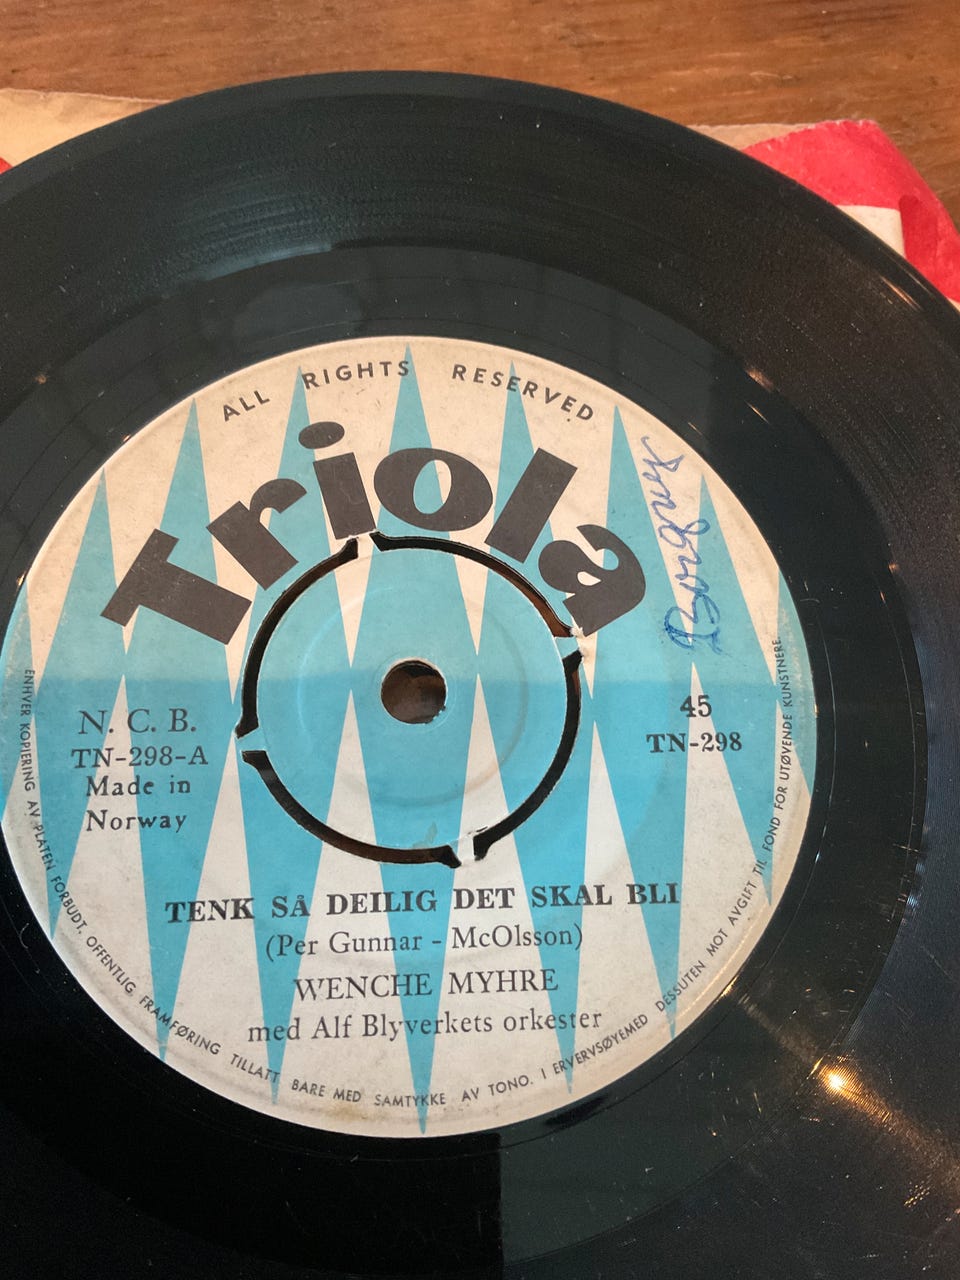 ALL RIGHTS RESERVED
Triola
N. C. B.
TN-298-A
Made in
Norway
45
TN-298
TENK SÅ DEILIG DET SKAL BLI
(Per Gunnar - McOlsson)
WENCHE MYHRE
med Alf Blyverkets orkester
ENHVER KOPIERING AV PLATEN FORBUDT. OFFENTLIG FRAMFØRING TILLATT BARE MED SAMTYKKE AV TONO. I ERVERVSØYEMED DESSUTEN MOT AVGIFT TIL FOND FOR UTØVENDE KUNSTNERE.